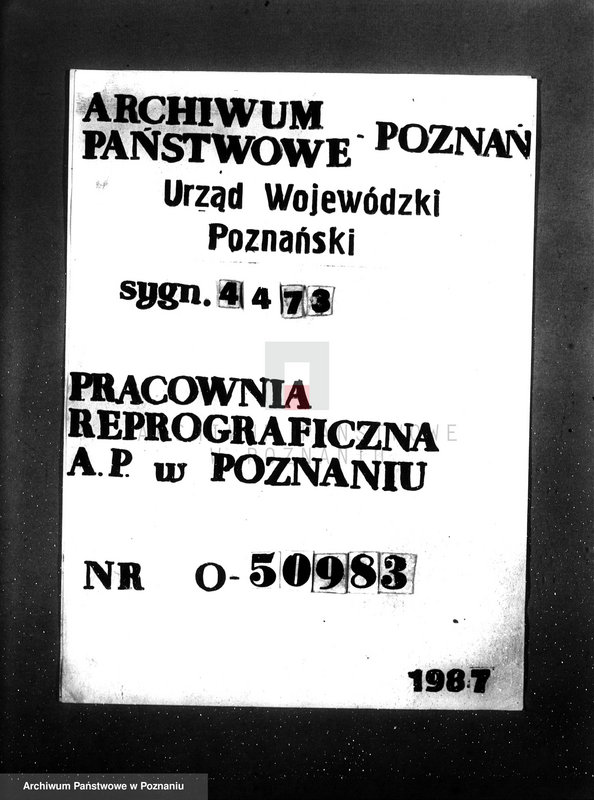 ARCHIWUM
PAŃSTWOWE - POZNAŃ
Urząd Wojewódzki
Poznański
sygn. 4473
PRACOWNIA
REPROGRAFICZNA
A.P. w POZNANIU
NR O-50983
1987
Archiwum Państwowe w Poznaniu